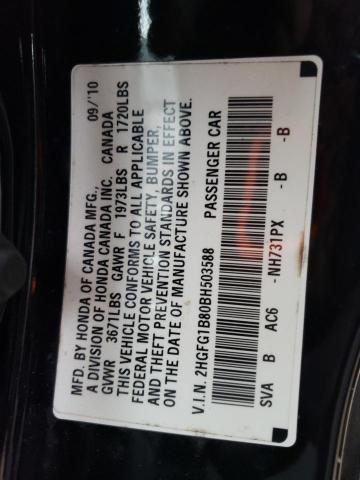 MFD. BY HONDA OF CANADA MFG., 09/'10
A DIVISION OF HONDA CANADA INC. CANADA
GVWR 3671LBS GAWR F 1973LBS R 1720LBS
THIS VEHICLE CONFORMS TO ALL APPLICABLE
FEDERAL MOTOR VEHICLE SAFETY, BUMPER,
AND THEFT PREVENTION STANDARDS IN EFFECT
ON THE DATE OF MANUFACTURE SHOWN ABOVE.
V.I.N. 2HGFG1B80BH503588 PASSENGER CAR
SVA B AC6 -NH731PX -B -B